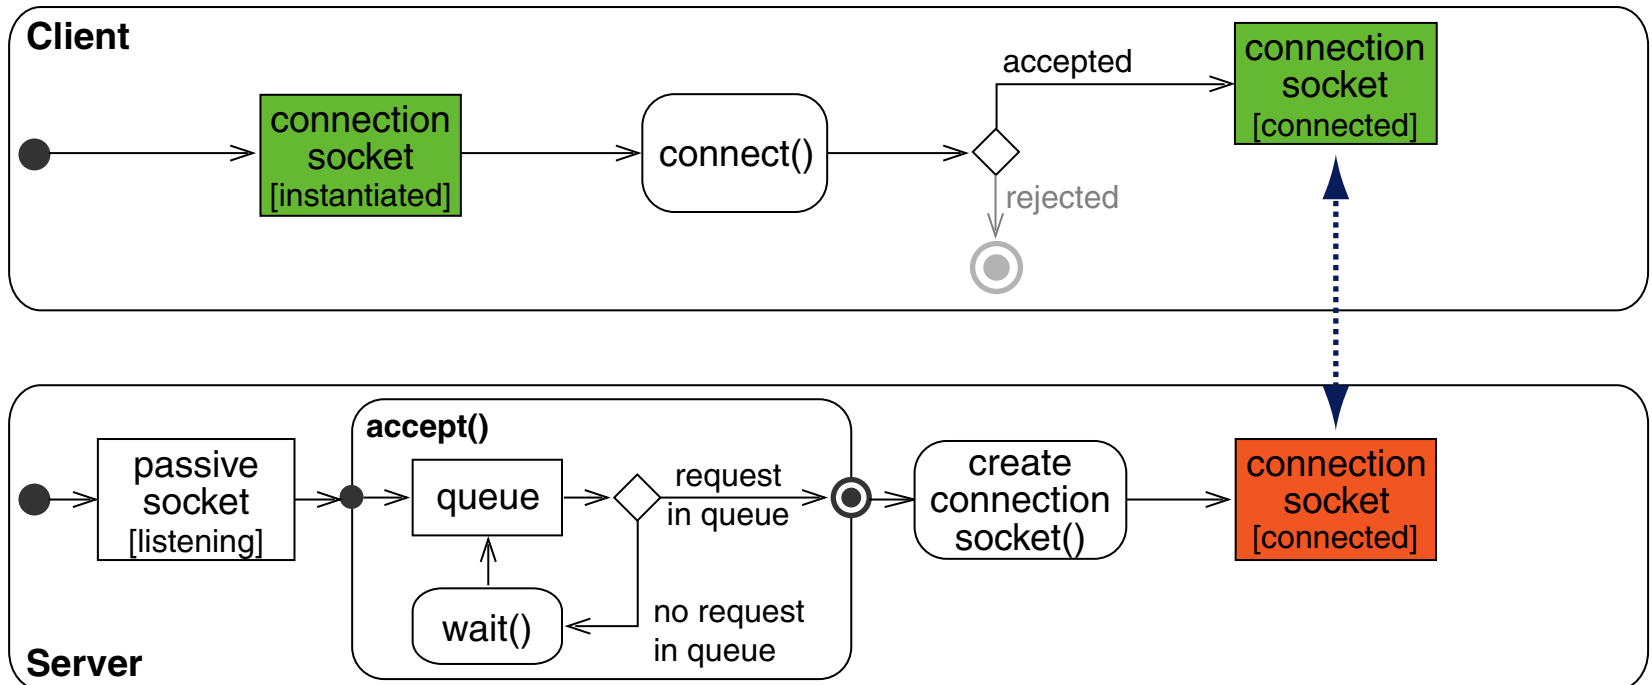 Client
connection
socket
[instantiated]
connect()
accepted
rejected
connection
socket
[connected]
passive
socket
[listening]
accept()
queue
request
in queue
wait()
no request
in queue
create
connection
socket()
connection
socket
[connected]
Server